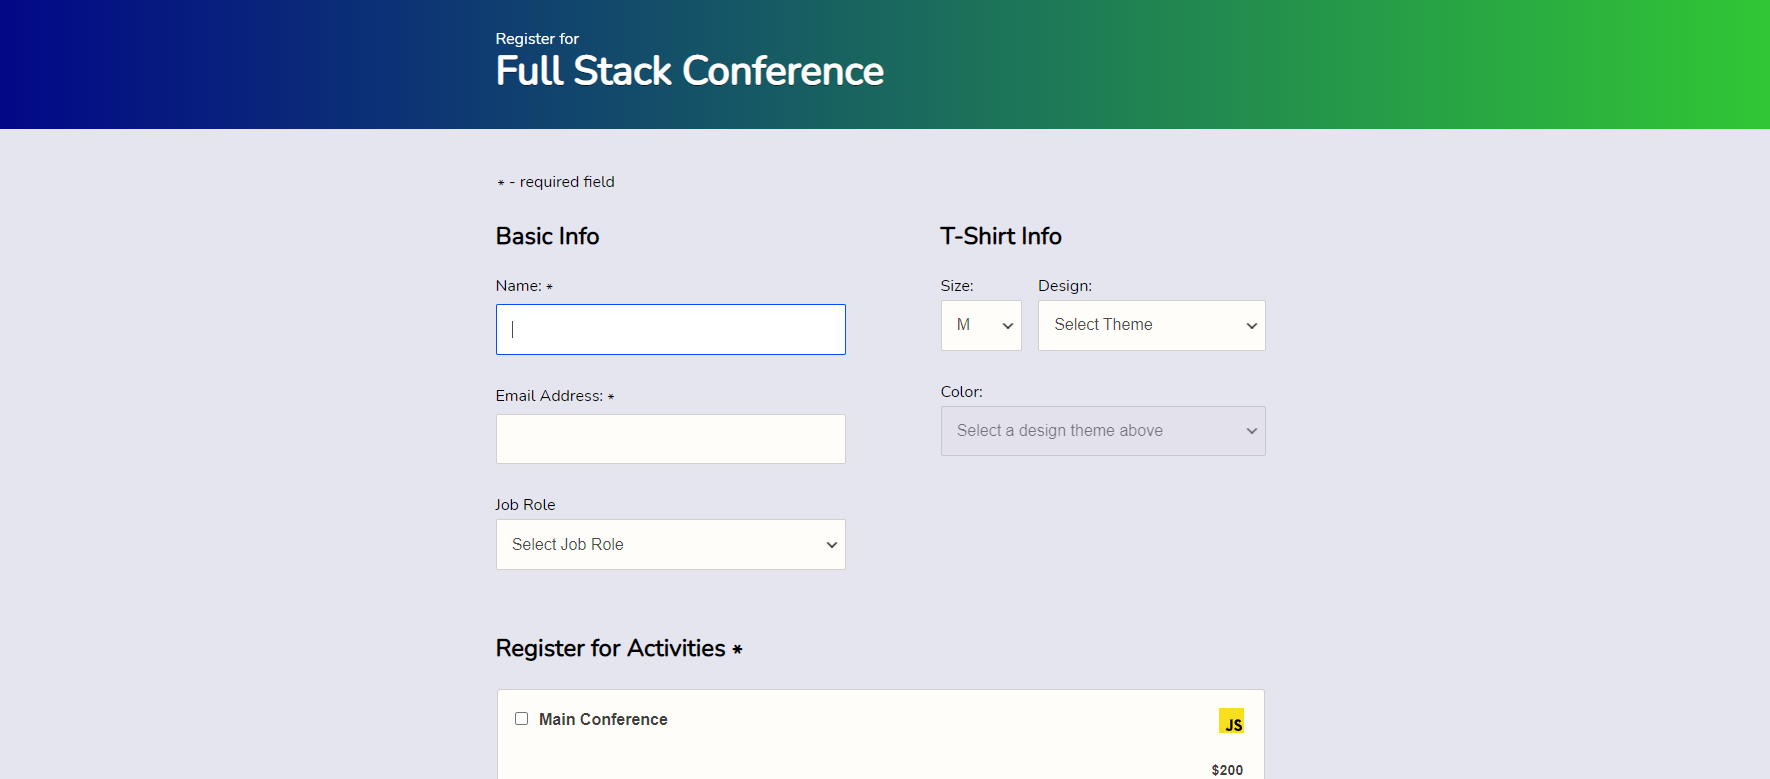 Register for
Full Stack Conference
* - required field
Basic Info
Name: *
Email Address: *
Job Role
Select Job Role
T-Shirt Info
Size:
M
Design:
Select Theme
Color:
Select a design theme above
Register for Activities *
Main Conference
JS
$200